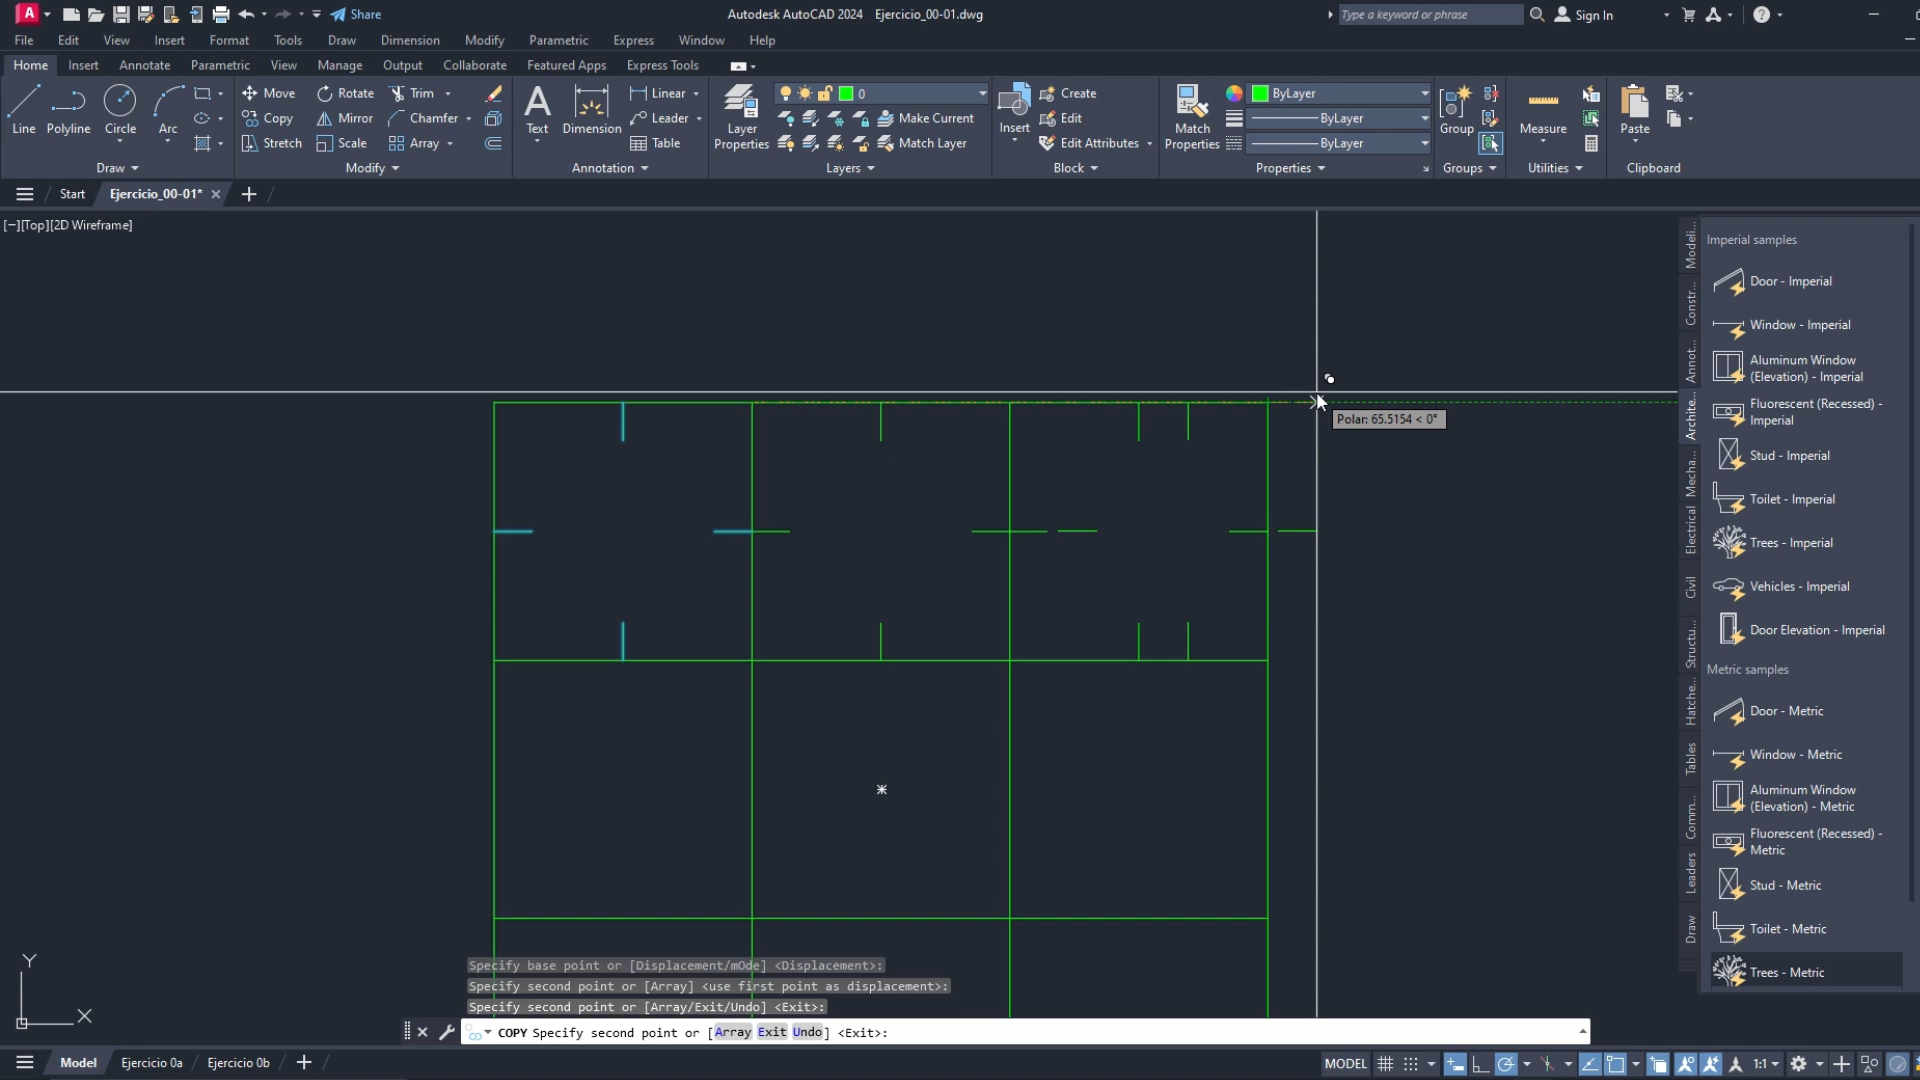 A Share Autodesk AutoCAD 2024 Ejercicio_00-01.dwg Type a keyword or phrase Sign In
File Edit View Insert Format Tools Draw Dimension Modify Parametric Express Window Help
Home Insert Annotate Parametric View Manage Output Collaborate Featured Apps Express Tools
Line Polyline Circle Arc
Move Rotate Trim
Copy Mirror Chamfer
Stretch Scale Array
Text Dimension
Linear
Leader
Table
Layer Properties
0
Make Current
Match Layer
Insert
Create
Edit
Edit Attributes
Match Properties
ByLayer
ByLayer
ByLayer
Group
Measure
Paste
Draw Modify Annotation Layers Block Properties Groups Utilities Clipboard
Start Ejercicio_00-01*
[−][Top][2D Wireframe]
Polar: 65.5154 < 0°
Modeli...
Constr...
Annot...
Archite...
Mecha...
Electrical
Civil
Structu...
Hatche...
Tables
Comm...
Leaders
Draw
Imperial samples
Door - Imperial
Window - Imperial
Aluminum Window
(Elevation) - Imperial
Fluorescent (Recessed) -
Imperial
Stud - Imperial
Toilet - Imperial
Trees - Imperial
Vehicles - Imperial
Door Elevation - Imperial
Metric samples
Door - Metric
Window - Metric
Aluminum Window
(Elevation) - Metric
Fluorescent (Recessed) -
Metric
Stud - Metric
Toilet - Metric
Trees - Metric
Y
X
Specify base point or [Displacement/mOde] <Displacement>:
Specify second point or [Array] <use first point as displacement>:
Specify second point or [Array/Exit/Undo] <Exit>:
COPY Specify second point or [Array Exit Undo] <Exit>:
Model Ejercicio 0a Ejercicio 0b MODEL 1:1